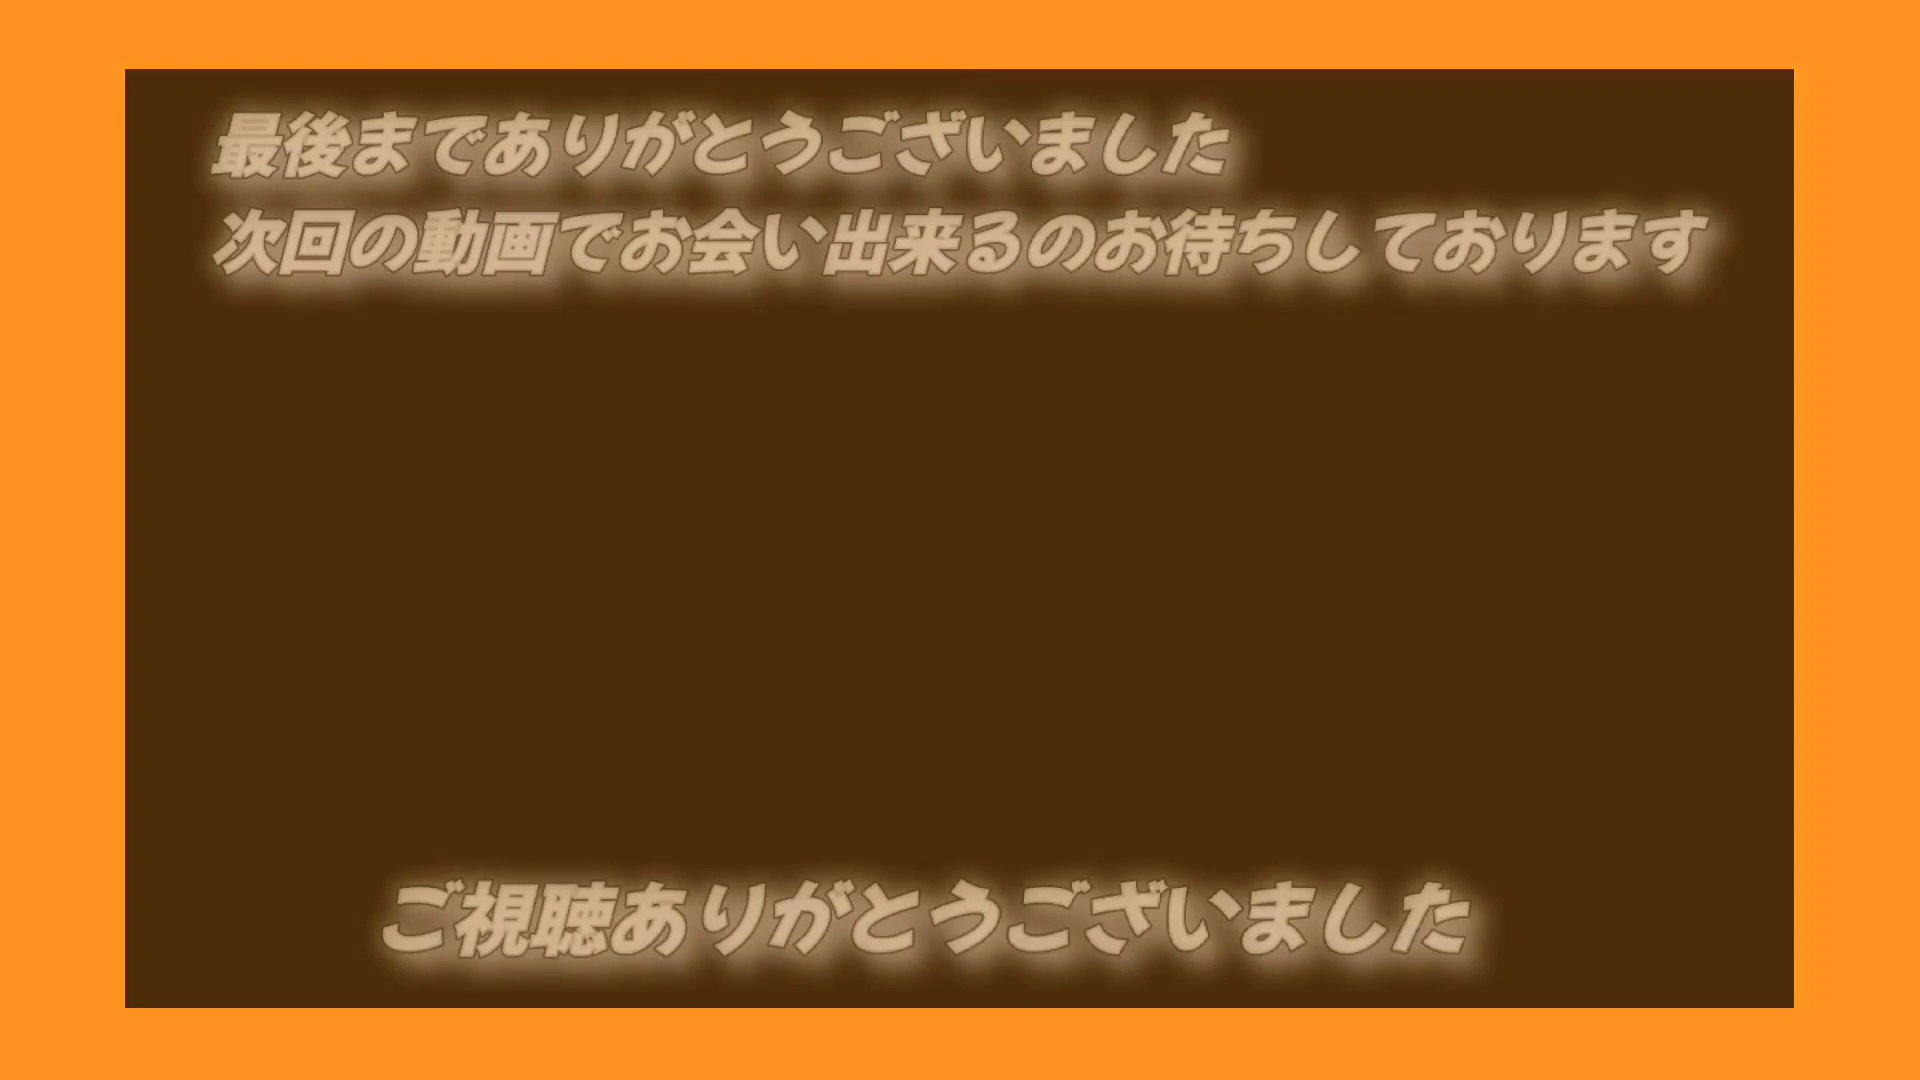 最後までありがとうございました
次回の動画でお会い出来るのお待ちしております
ご視聴ありがとうございました